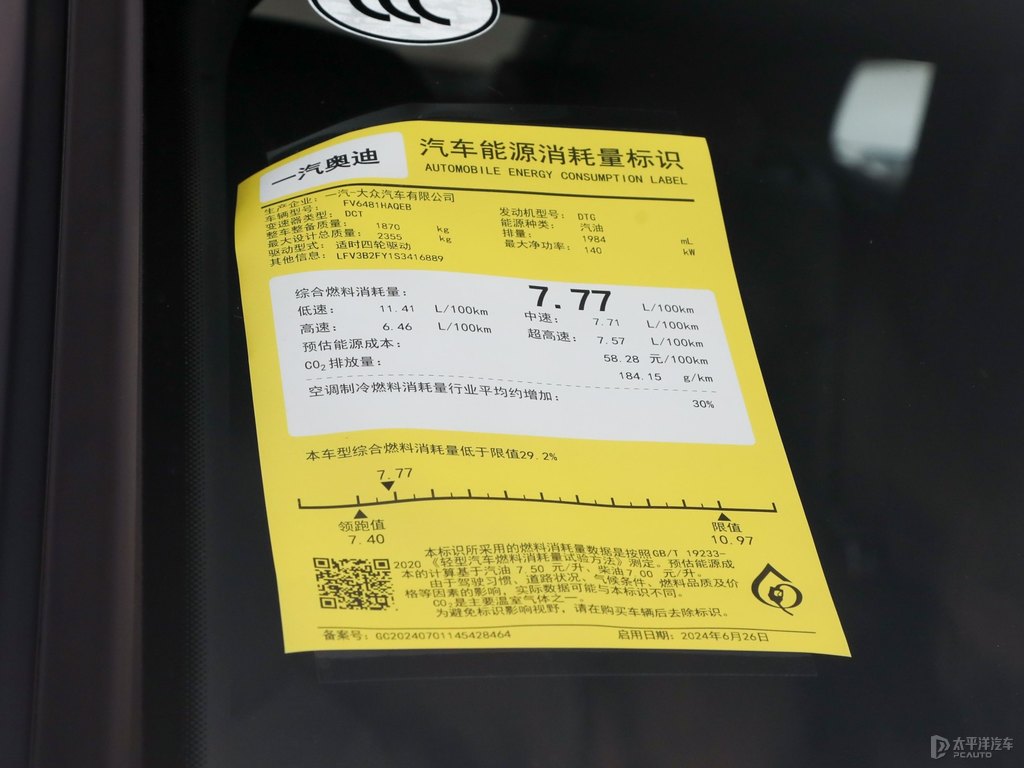 CCC
一汽奥迪
汽车能源消耗量标识
AUTOMOBILE ENERGY CONSUMPTION LABEL
生产企业: 一汽-大众汽车有限公司
车辆型号: FV6481HAQEB
发动机型号: DTG
变速器类型: DCT
能源种类: 汽油
整车整备质量: 1870 kg
排量: 1984 mL
最大设计总质量: 2355 kg
最大净功率: 140 kW
驱动型式: 适时四轮驱动
其他信息: LFV3B2FY1S3416889
综合燃料消耗量: 7.77 L/100km
低速: 11.41 L/100km 中速: 7.71 L/100km
高速: 6.46 L/100km 超高速: 7.57 L/100km
预估能源成本: 58.28 元/100km
CO2排放量: 184.15 g/km
空调制冷燃料消耗量行业平均约增加: 30%
本车型综合燃料消耗量低于限值29.2%
7.77
领跑值 限值
7.40 10.97
本标识所采用的燃料消耗量数据是按照GB/T 19233-
2020《轻型汽车燃料消耗量试验方法》测定。预估能源成
本的计算基于汽油 7.50 元/升，柴油7.00 元/升。
由于驾驶习惯、道路状况、气候条件、燃料品质及价
格等因素的影响，实际数据可能与本标识不同。
CO2是主要温室气体之一。
为避免标识影响视野，请在购买车辆后去除标识。
备案号: GC20240701145428464 启用日期: 2024年6月26日
太平洋汽车
PCAUTO